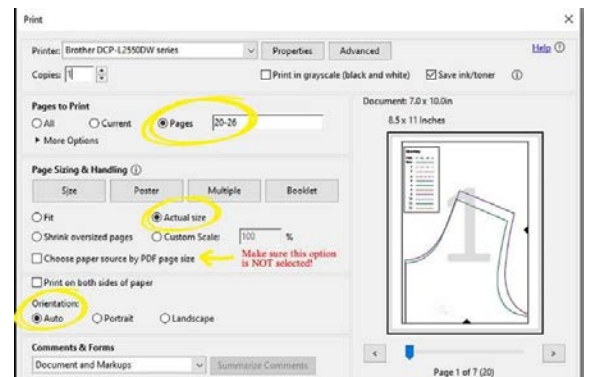 Print
Printer: Brother DCP-L2550DW series Properties Advanced Help
Copies: 1 Print in grayscale (black and white) Save ink/toner
Pages to Print
All Current Pages 20-26
More Options
Page Sizing & Handling
Size Poster Multiple Booklet
Fit Actual size
Shrink oversized pages Custom Scale: 100 %
Choose paper source by PDF page size
Make sure this option
is NOT selected!
Print on both sides of paper
Orientation:
Auto Portrait Landscape
Comments & Forms
Document and Markups Summarize Comments
Document: 7.0 x 10.0in
8.5 x 11 Inches
1
< >
Page 1 of 7 (20)